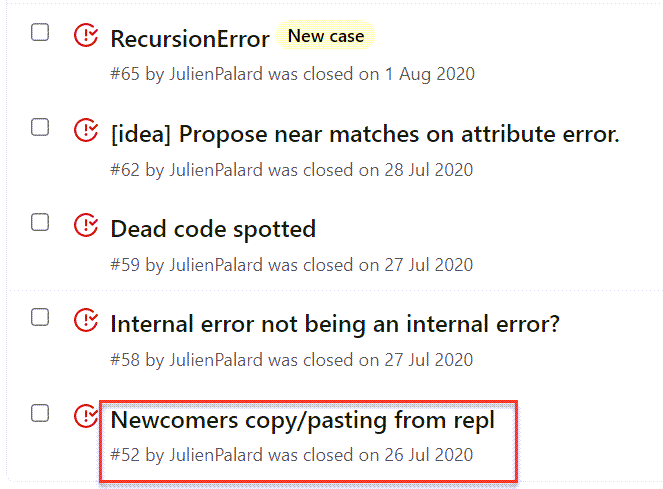 RecursionError New case
#65 by JulienPalard was closed on 1 Aug 2020
[idea] Propose near matches on attribute error.
#62 by JulienPalard was closed on 28 Jul 2020
Dead code spotted
#59 by JulienPalard was closed on 27 Jul 2020
Internal error not being an internal error?
#58 by JulienPalard was closed on 27 Jul 2020
Newcomers copy/pasting from repl
#52 by JulienPalard was closed on 26 Jul 2020